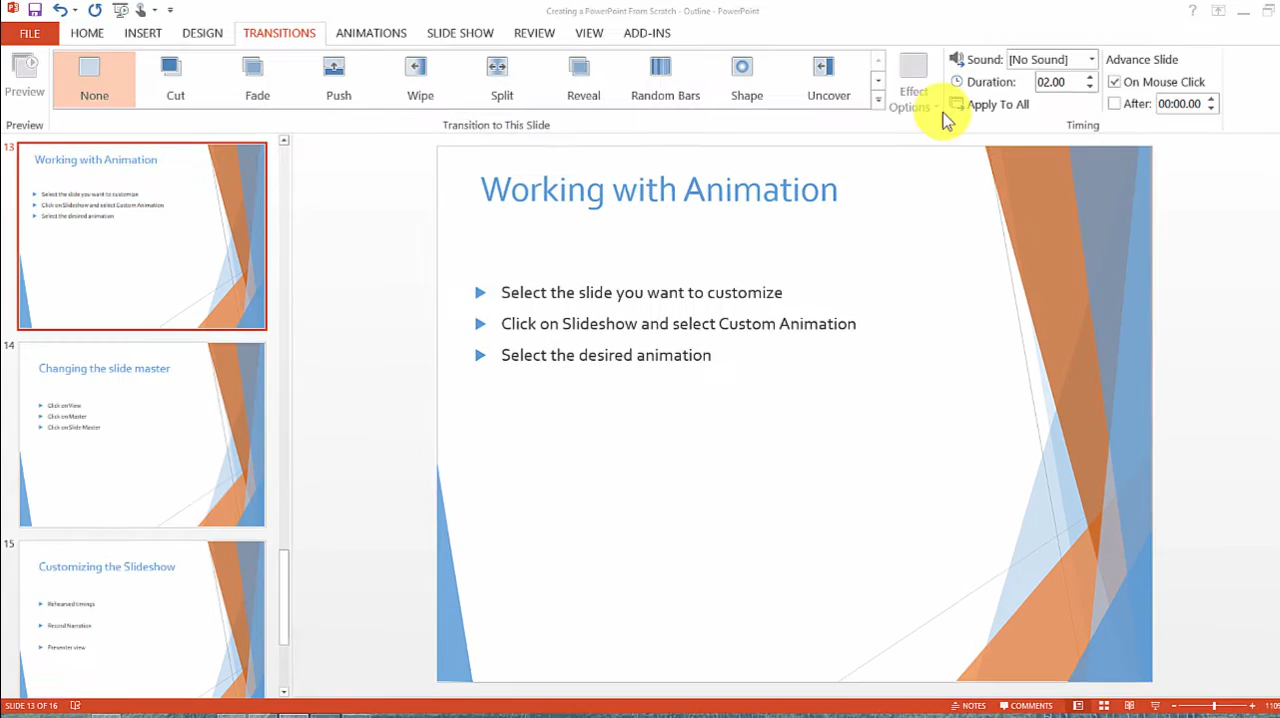 Creating a PowerPoint From Scratch - Outline - PowerPoint
?
FILE HOME INSERT DESIGN TRANSITIONS ANIMATIONS SLIDE SHOW REVIEW VIEW ADD-INS
Preview
None Cut Fade Push Wipe Split Reveal Random Bars Shape Uncover
Effect
Options
Sound: [No Sound]
Duration: 02.00
Apply To All
Advance Slide
On Mouse Click
After: 00:00.00
Preview
Transition to This Slide
Timing
13
Working with Animation
Select the slide you want to customize
Click on Slideshow and select Custom Animation
Select the desired animation
14
Changing the slide master
Click on View
Click on Master
Click on Slide Master
15
Customizing the Slideshow
Rehearsed timings
Record Narration
Presenter view
Working with Animation
Select the slide you want to customize
Click on Slideshow and select Custom Animation
Select the desired animation
SLIDE 13 OF 16
NOTES
COMMENTS